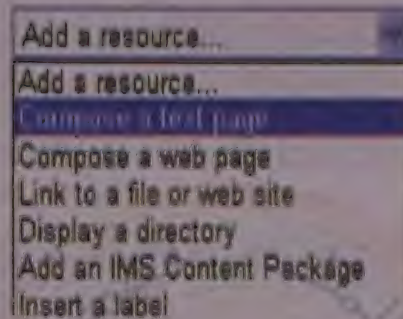 Add a resource...
Add a resource...
Compose a text page
Compose a web page
Link to a file or web site
Display a directory
Add an IMS Content Package
Insert a label